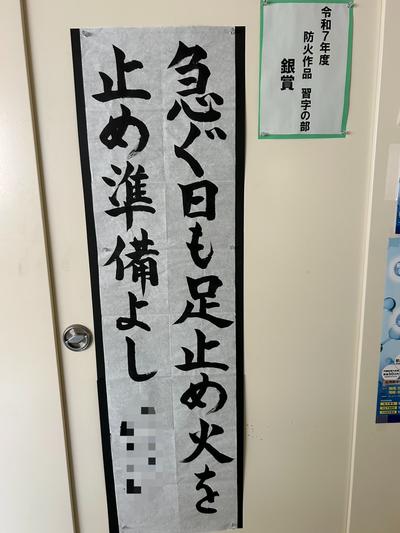 急ぐ日も足止め火を
止め準備よし
令和7年度
防火作品 習字の部
銀賞